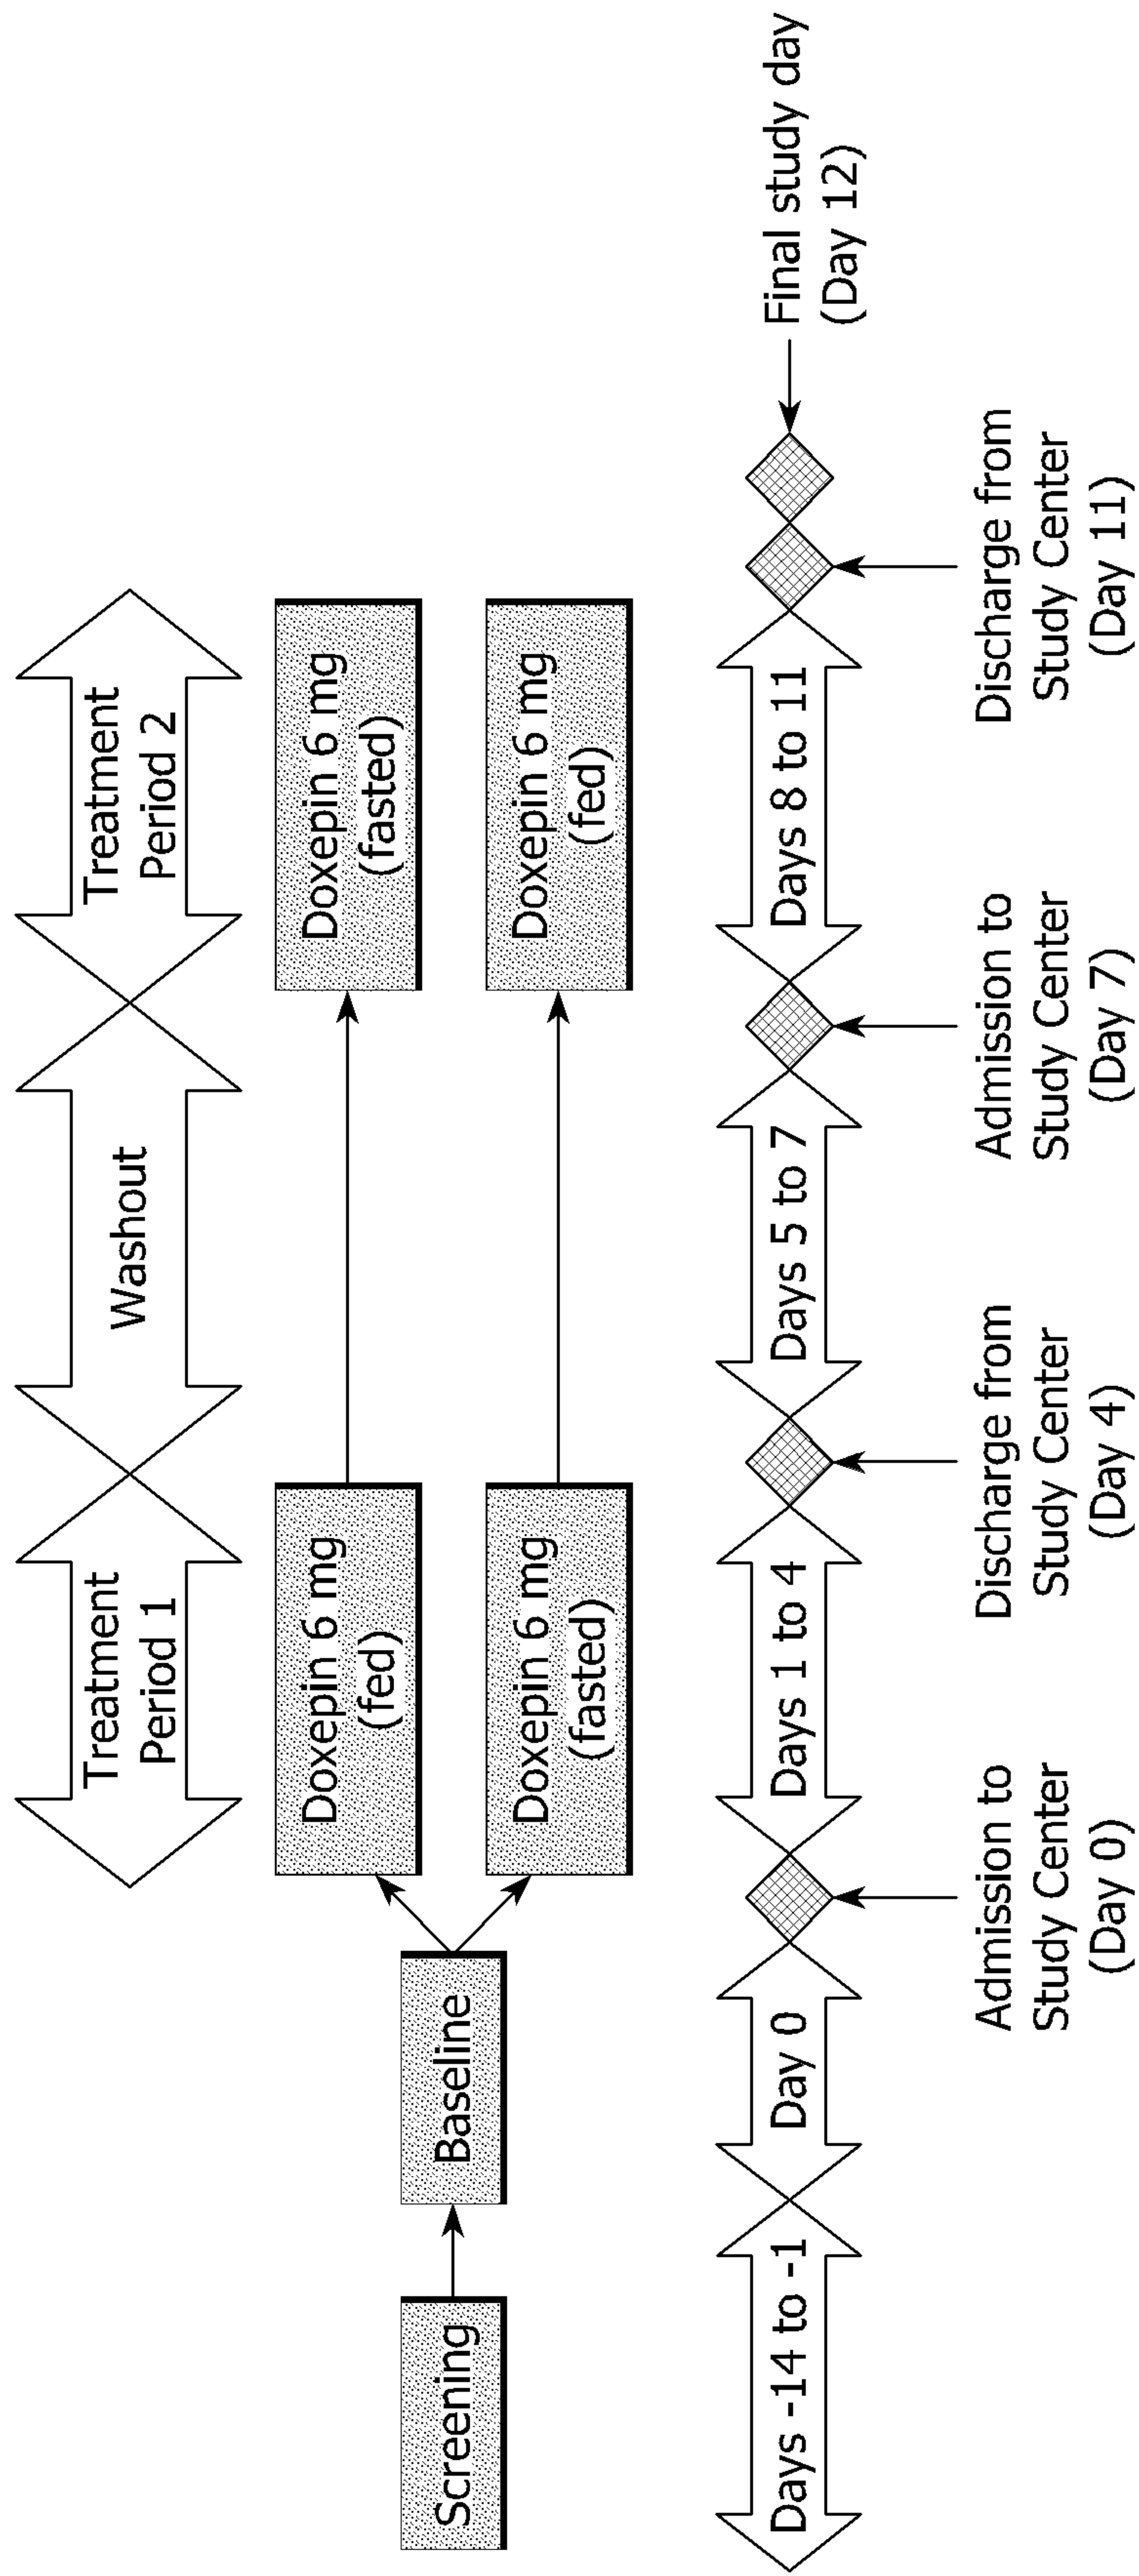 Treatment
Period 1
Washout
Treatment
Period 2
Screening
Baseline
Doxepin 6 mg
(fed)
Doxepin 6 mg
(fasted)
Doxepin 6 mg
(fasted)
Doxepin 6 mg
(fed)
Days -14 to -1
Day 0
Days 1 to 4
Days 5 to 7
Days 8 to 11
Final study day
(Day 12)
Admission to
Study Center
(Day 0)
Discharge from
Study Center
(Day 4)
Admission to
Study Center
(Day 7)
Discharge from
Study Center
(Day 11)